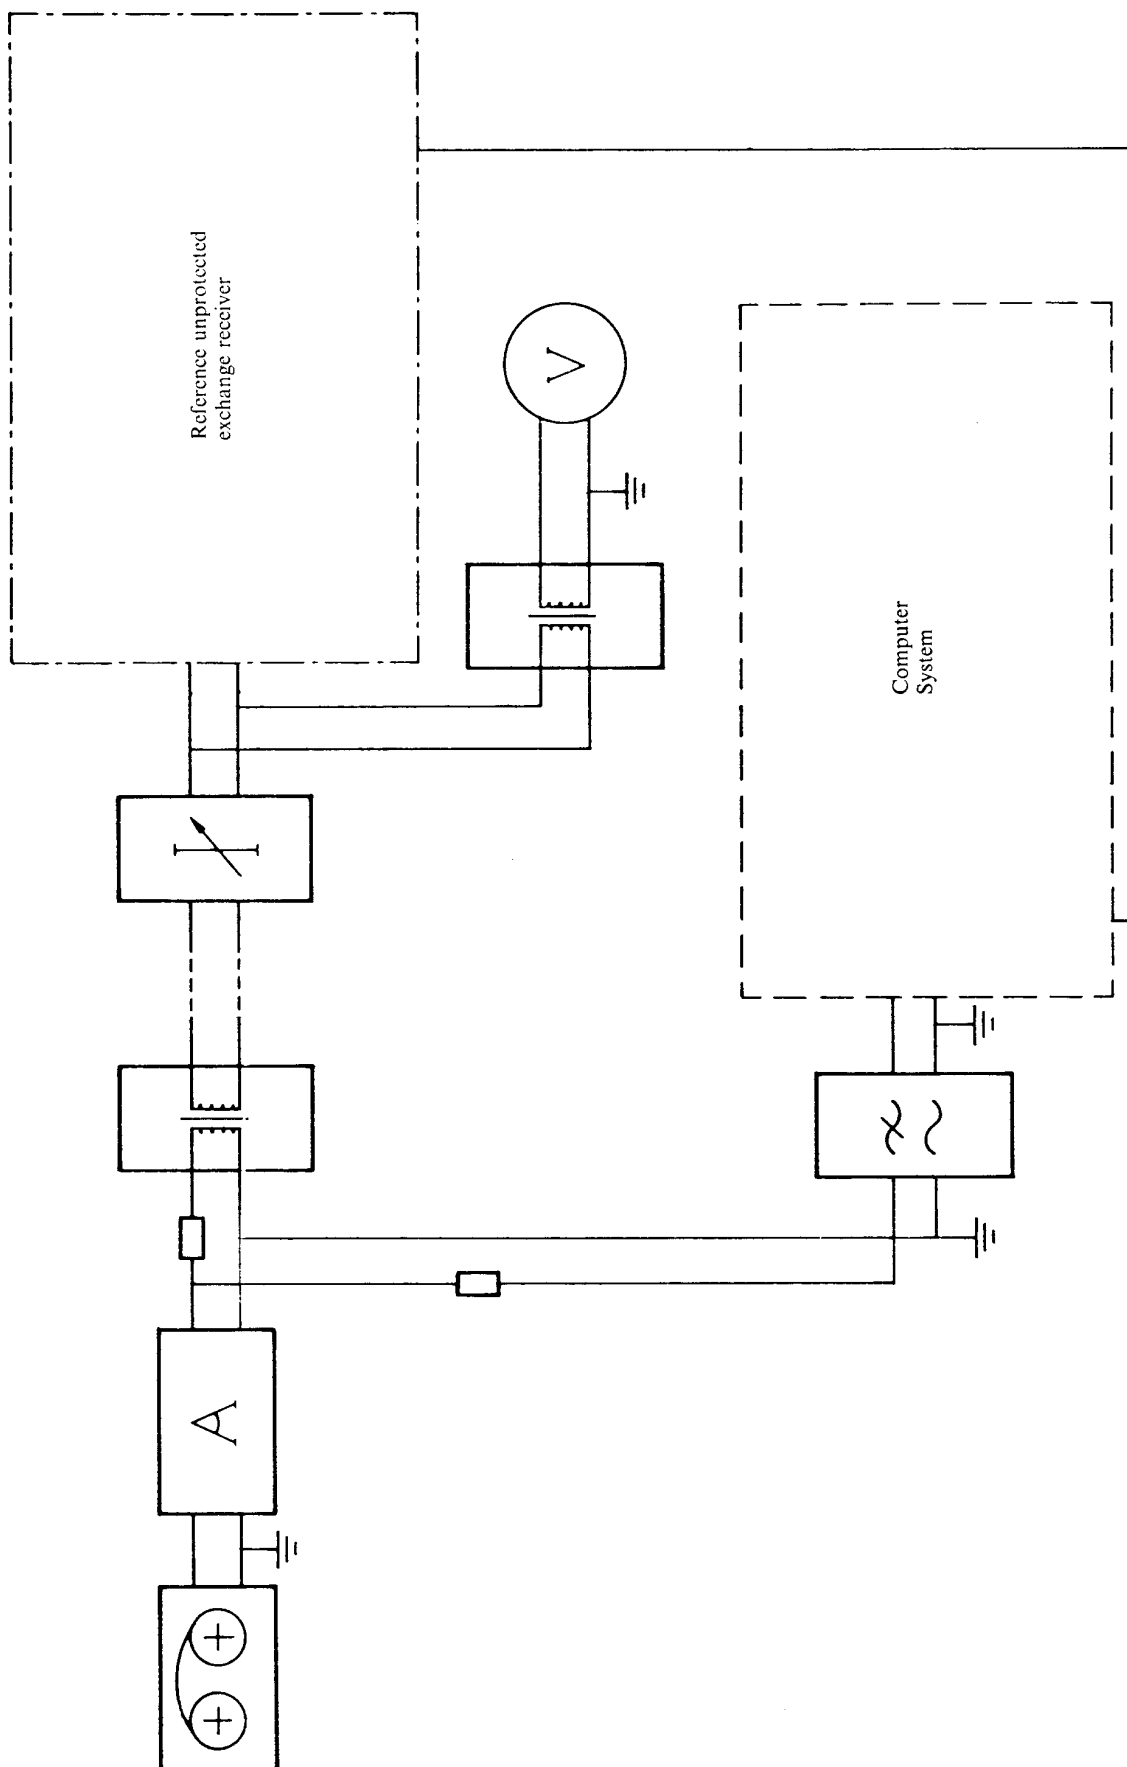 Reference unprotected
exchange receiver
V
Computer
System
A